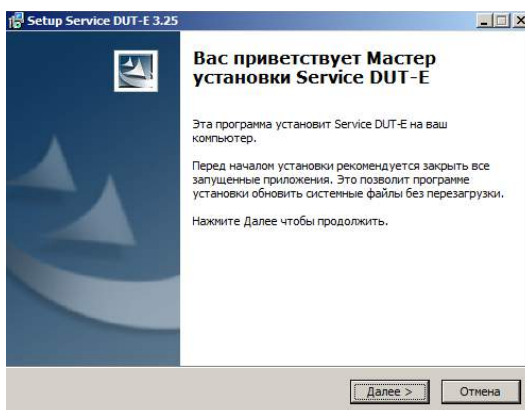 Setup Service DUT-E 3.25
Вас приветствует Мастер
установки Service DUT-E
Эта программа установит Service DUT-E на ваш
компьютер.
Перед началом установки рекомендуется закрыть все
запущенные приложения. Это позволит программе
установки обновить системные файлы без перезагрузки.
Нажмите Далее чтобы продолжить.
Далее >
Отмена